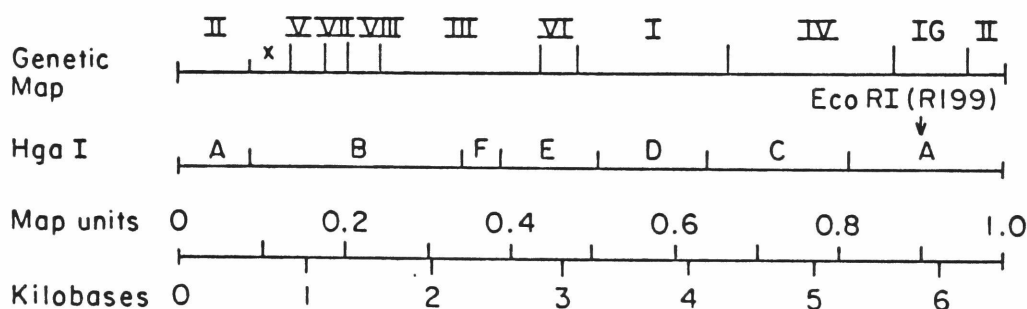 II x V VII VIII III VI I IV IG II
Genetic
Map
Eco RI (R199)
Hga I A B F E D C A
Map units 0 0.2 0.4 0.6 0.8 1.0
Kilobases 0 1 2 3 4 5 6